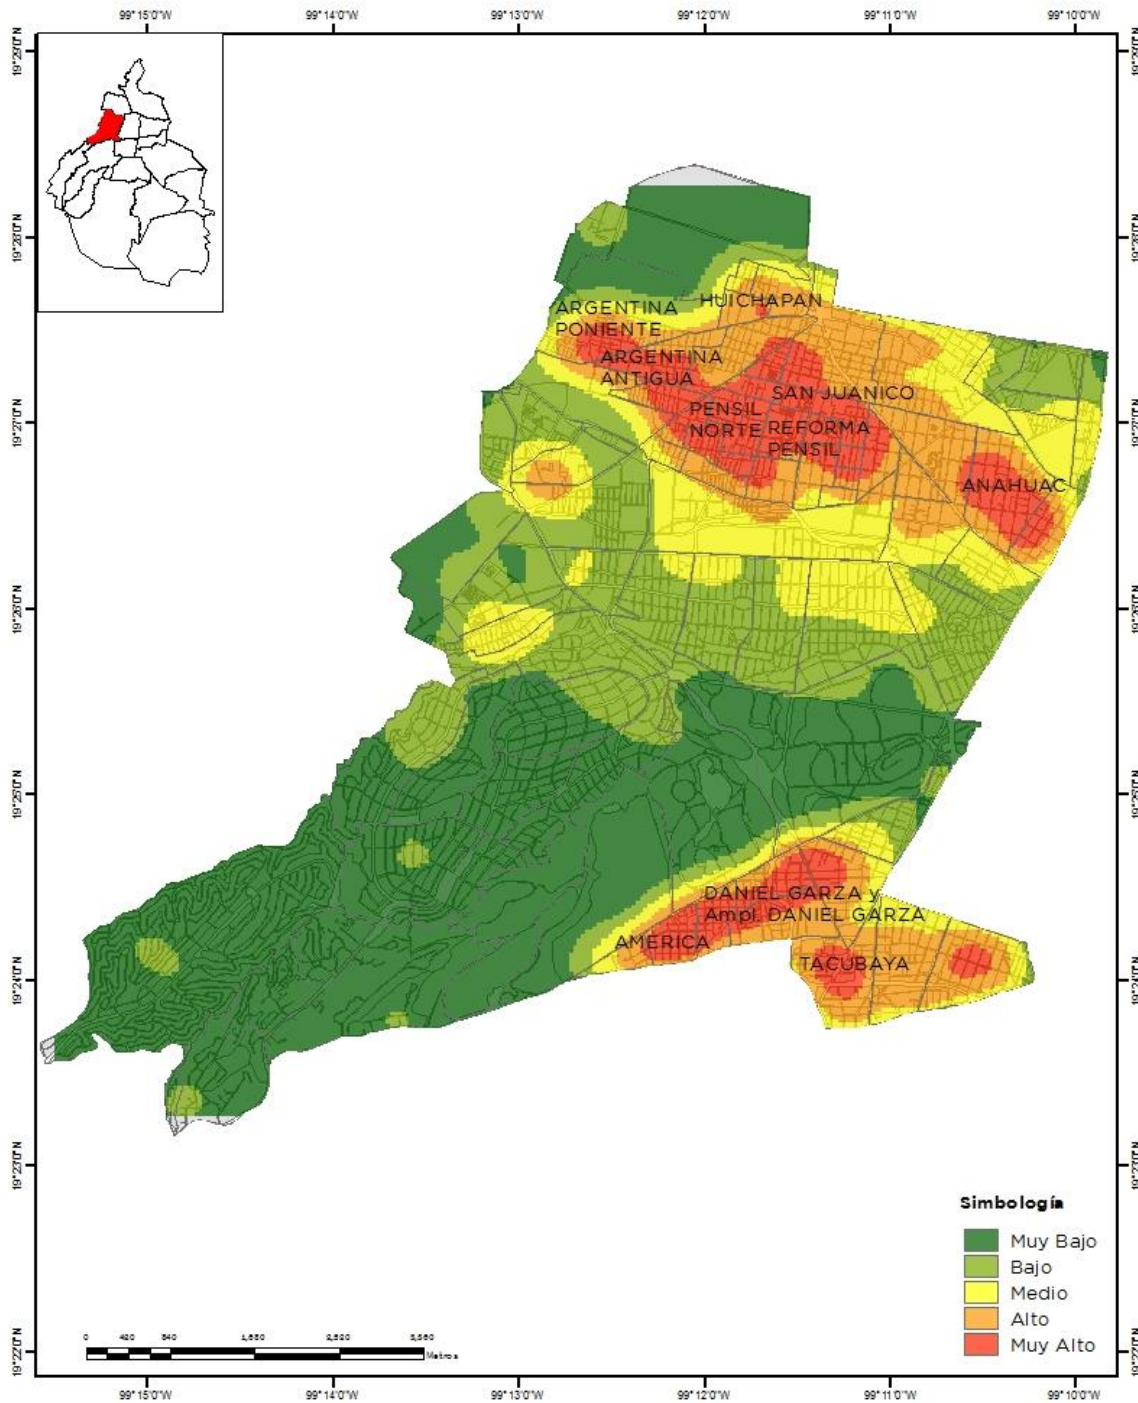 99°15'0"W 99°14'0"W 99°13'0"W 99°12'0"W 99°11'0"W 99°10'0"W
HUICHAPAN
ARGENTINA
PONIENTE
ARGENTINA
ANTIGUA
SAN JUANICO
PENSIL
NORTE
REFORMA
PENSIL
ANAHUAC
DANIEL GARZA y
Ampl. DANIEL GARZA
AMERICA
TACUBAYA
Simbología
Muy Bajo
Bajo
Medio
Alto
Muy Alto
Metros
99°15'0"W 99°14'0"W 99°13'0"W 99°12'0"W 99°11'0"W 99°10'0"W